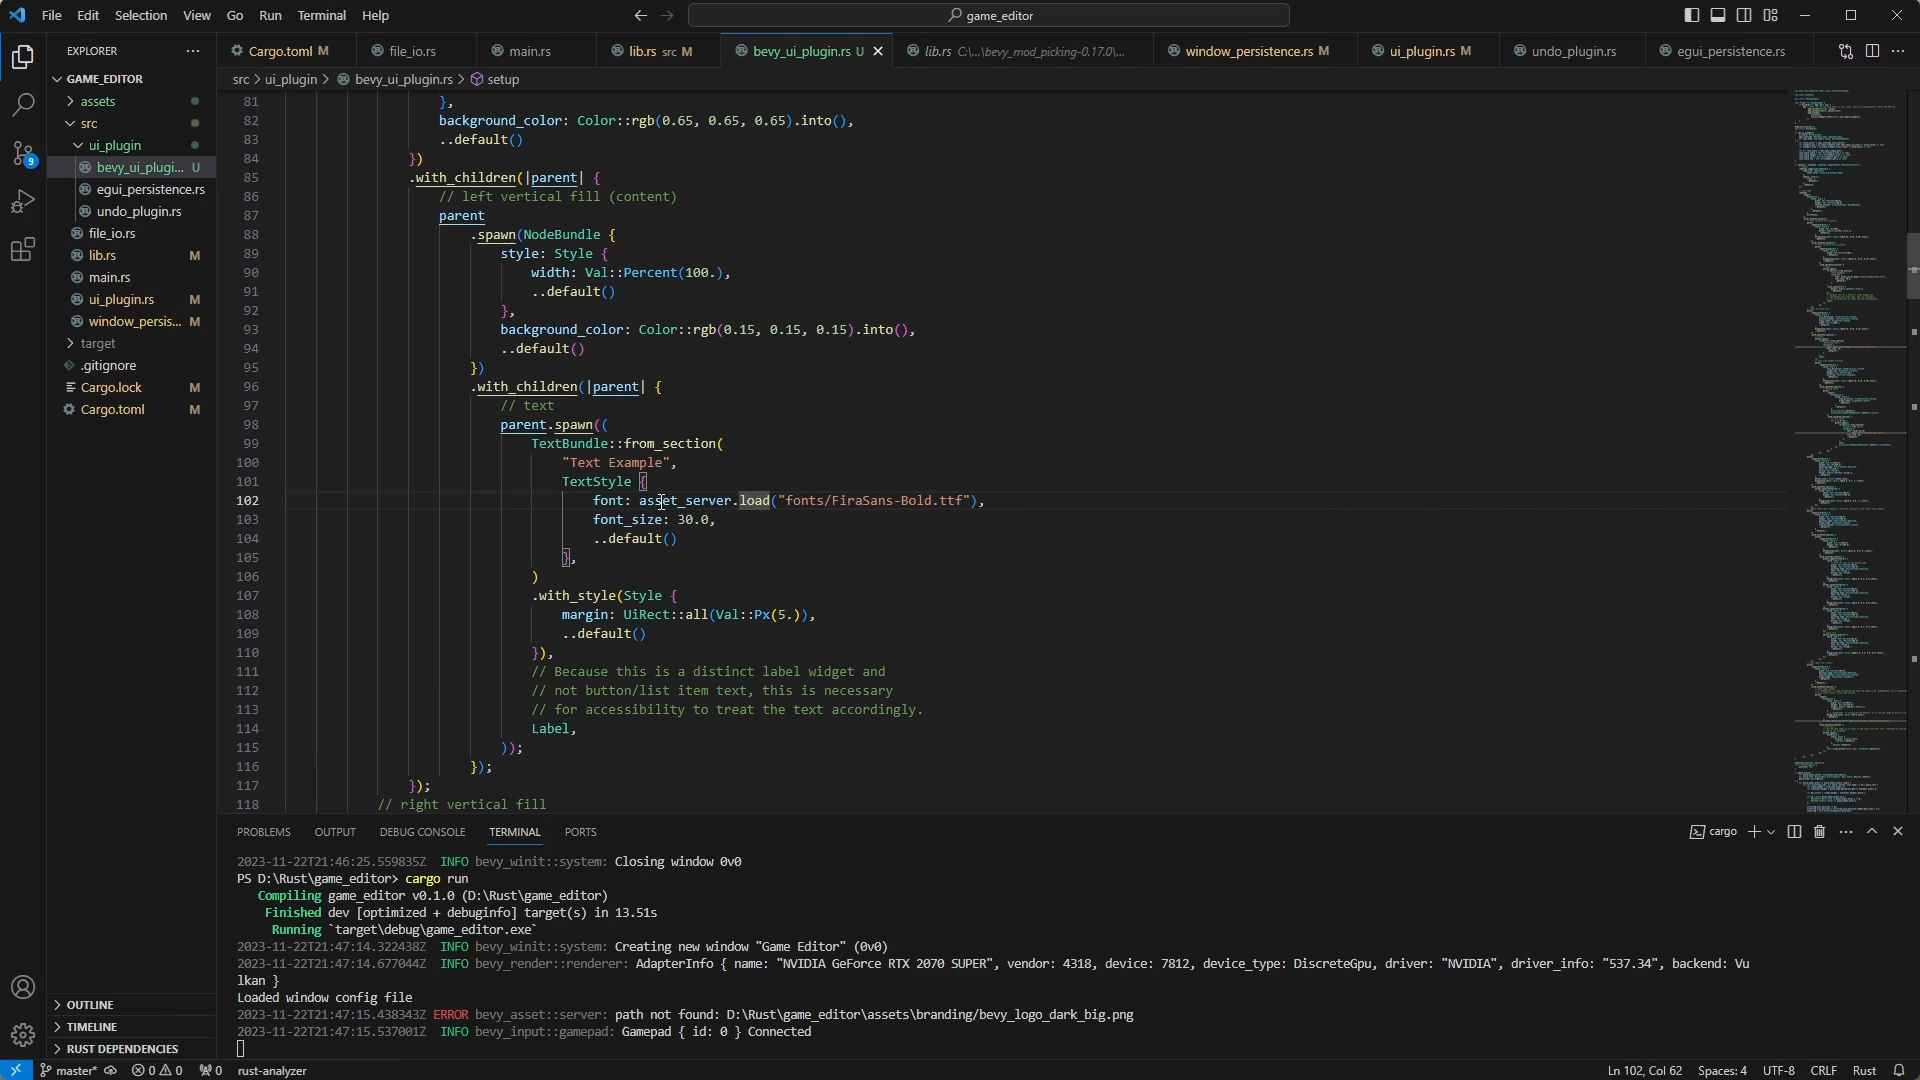 File Edit Selection View Go Run Terminal Help
game_editor
EXPLORER
Cargo.toml M
file_io.rs
main.rs
lib.rs src M
bevy_ui_plugin.rs U
lib.rs C:\...\bevy_mod_picking-0.17.0\...
window_persistence.rs M
ui_plugin.rs M
undo_plugin.rs
egui_persistence.rs
src > ui_plugin > bevy_ui_plugin.rs > setup
GAME_EDITOR
assets
src
ui_plugin
bevy_ui_plugi... U
egui_persistence.rs
undo_plugin.rs
file_io.rs
lib.rs M
main.rs
ui_plugin.rs M
window_persis... M
target
.gitignore
Cargo.lock M
Cargo.toml M
9
OUTLINE
TIMELINE
RUST DEPENDENCIES
81 },
82 background_color: Color::rgb(0.65, 0.65, 0.65).into(),
83 ..default()
84 })
85 .with_children(|parent| {
86 // left vertical fill (content)
87 parent
88 .spawn(NodeBundle {
89 style: Style {
90 width: Val::Percent(100.),
91 ..default()
92 },
93 background_color: Color::rgb(0.15, 0.15, 0.15).into(),
94 ..default()
95 })
96 .with_children(|parent| {
97 // text
98 parent.spawn((
99 TextBundle::from_section(
100 "Text Example",
101 TextStyle {
102 font: asset_server.load("fonts/FiraSans-Bold.ttf"),
103 font_size: 30.0,
104 ..default()
105 },
106 )
107 .with_style(Style {
108 margin: UiRect::all(Val::Px(5.)),
109 ..default()
110 }),
111 // Because this is a distinct label widget and
112 // not button/list item text, this is necessary
113 // for accessibility to treat the text accordingly.
114 Label,
115 ));
116 });
117 });
118 // right vertical fill
PROBLEMS OUTPUT DEBUG CONSOLE TERMINAL PORTS
cargo
2023-11-22T21:46:25.559835Z INFO bevy_winit::system: Closing window 0v0
PS D:\Rust\game_editor> cargo run
Compiling game_editor v0.1.0 (D:\Rust\game_editor)
Finished dev [optimized + debuginfo] target(s) in 13.51s
Running `target\debug\game_editor.exe`
2023-11-22T21:47:14.322438Z INFO bevy_winit::system: Creating new window "Game Editor" (0v0)
2023-11-22T21:47:14.677044Z INFO bevy_render::renderer: AdapterInfo { name: "NVIDIA GeForce RTX 2070 SUPER", vendor: 4318, device: 7812, device_type: DiscreteGpu, driver: "NVIDIA", driver_info: "537.34", backend: Vu
lkan }
Loaded window config file
2023-11-22T21:47:15.438343Z ERROR bevy_asset::server: path not found: D:\Rust\game_editor\assets\branding/bevy_logo_dark_big.png
2023-11-22T21:47:15.537001Z INFO bevy_input::gamepad: Gamepad { id: 0 } Connected
master* 0 0 0 rust-analyzer
Ln 102, Col 62 Spaces: 4 UTF-8 CRLF Rust